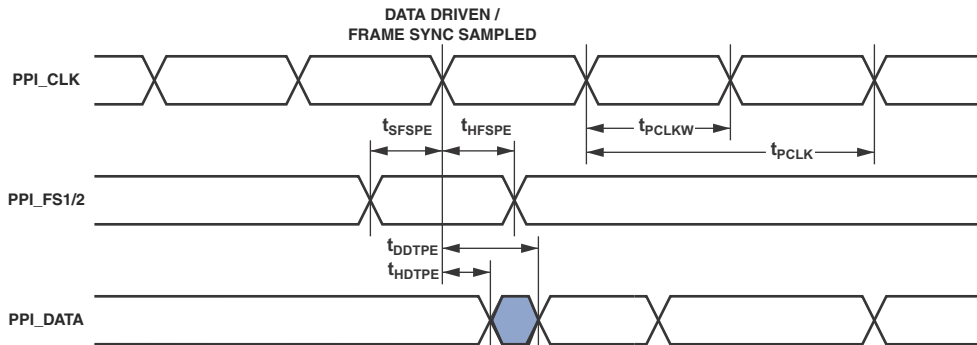 DATA DRIVEN /
FRAME SYNC SAMPLED
PPI_CLK
tSFSPE
tHFSPE
tPCLKW
tPCLK
PPI_FS1/2
tDDTPE
tHDTPE
PPI_DATA